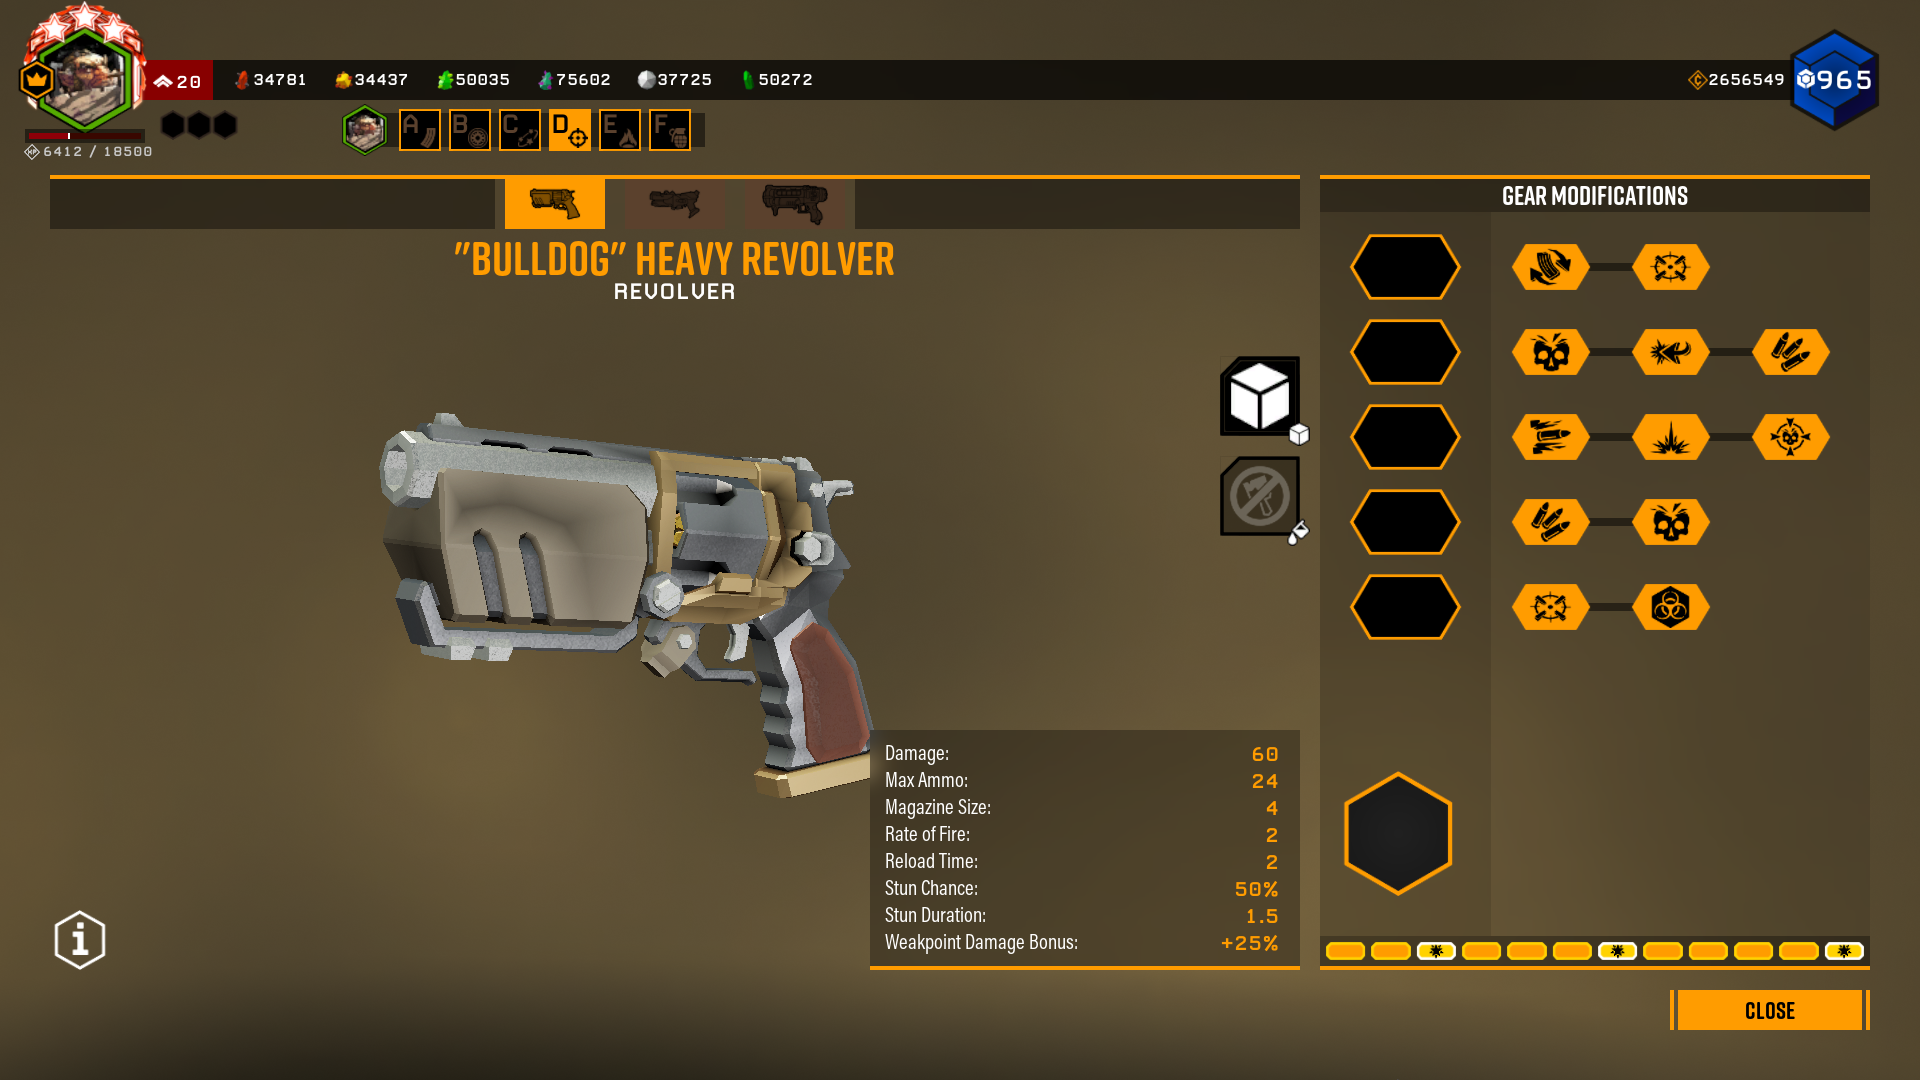 20
34781
34437
50035
75602
37725
50272
2656549
965
HP
6412 / 18500
A
B
C
D
E
F
GEAR MODIFICATIONS
"BULLDOG" HEAVY REVOLVER
REVOLVER
Damage: 60
Max Ammo: 24
Magazine Size: 4
Rate of Fire: 2
Reload Time: 2
Stun Chance: 50%
Stun Duration: 1.5
Weakpoint Damage Bonus: +25%
CLOSE